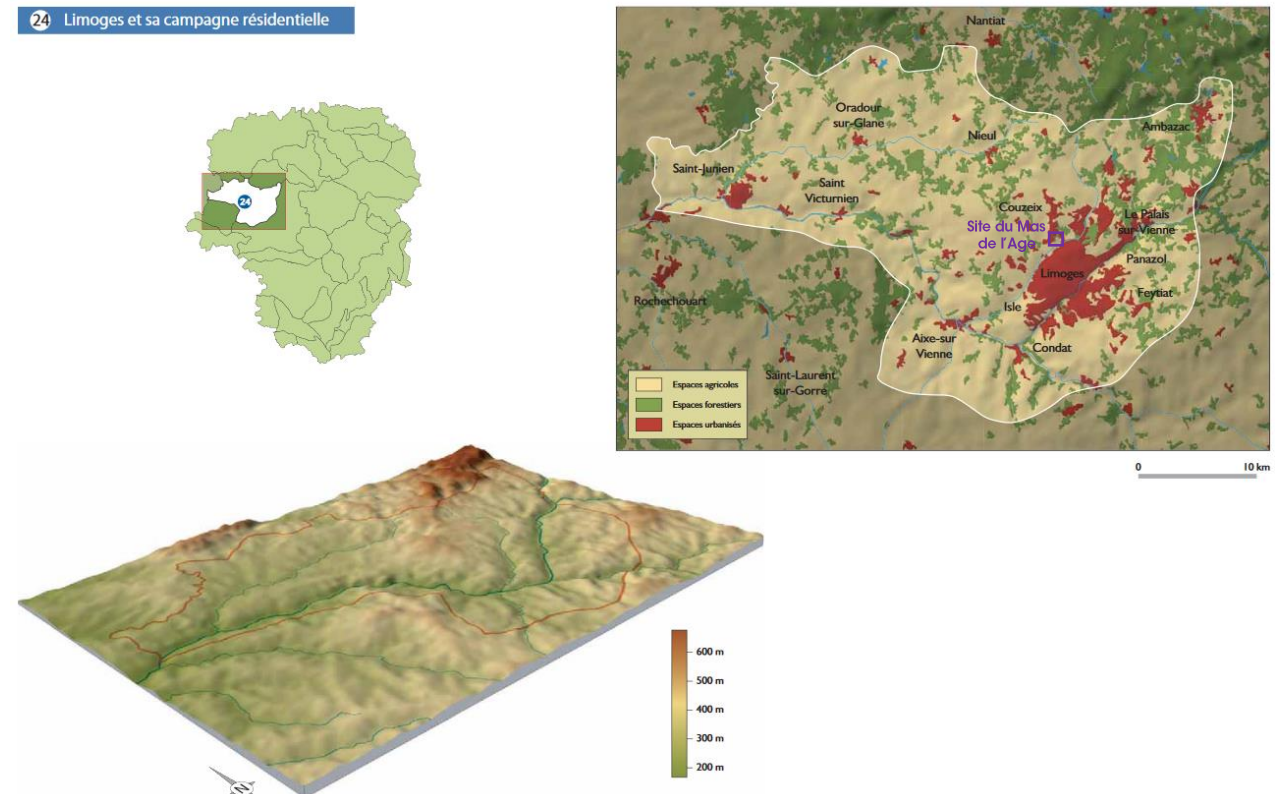 24 Limoges et sa campagne résidentielle
24
Nantiat
Oradour
sur-Glane
Nieul
Ambazac
Saint-Junien
Saint
Victurnien
Couzeix
Le Palais
sur-Vienne
Site du Mas
de l'Age
Panazol
Limoges
Feytiat
Rochechouart
Isle
Aixe-sur
Vienne
Condat
Saint-Laurent
sur-Gorre
Espaces agricoles
Espaces forestiers
Espaces urbanisés
0 10 km
600 m
500 m
400 m
300 m
200 m
N